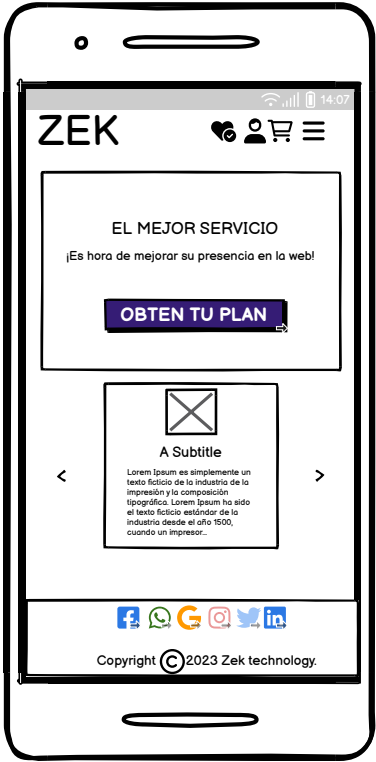 14:07
ZEK
EL MEJOR SERVICIO
¡Es hora de mejorar su presencia en la web!
OBTEN TU PLAN
A Subtitle
Lorem Ipsum es simplemente un
texto ficticio de la industria de la
impresión y la composición
tipográfica. Lorem Ipsum ha sido
el texto ficticio estándar de la
industria desde el año 1500,
cuando un impresor...
Copyright ©2023 Zek technology.